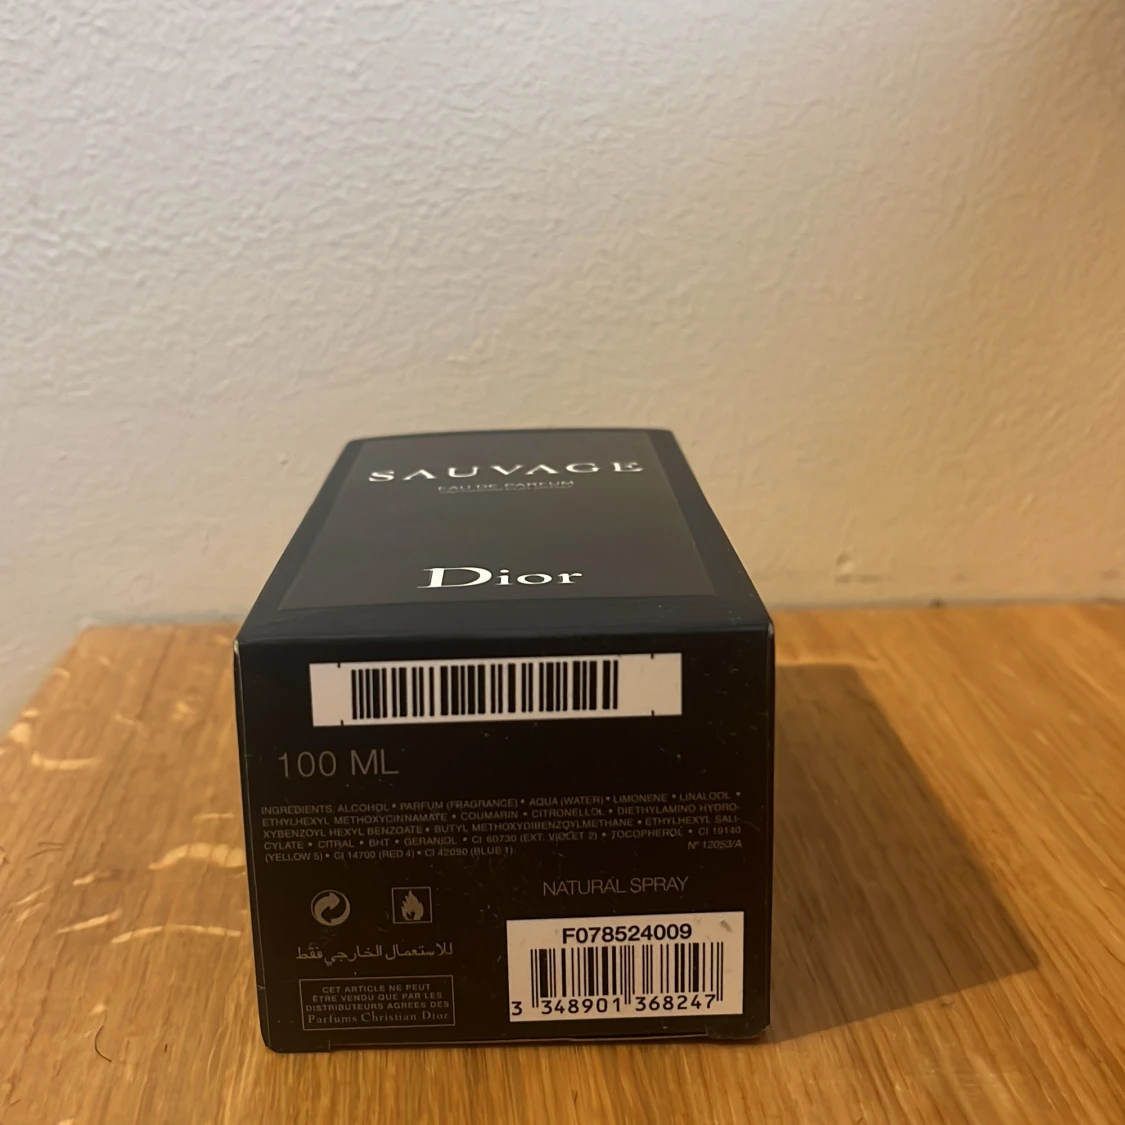 SAUVAGE
EAU DE PARFUM
Dior
100 ML
INGREDIENTS: ALCOHOL • PARFUM (FRAGRANCE) • AQUA (WATER) • LIMONENE • LINALOOL •
ETHYLHEXYL METHOXYCINNAMATE • COUMARIN • CITRONELLOL • DIETHYLAMINO HYDRO-
XYBENZOYL HEXYL BENZOATE • BUTYL METHOXYDIBENZOYLMETHANE • ETHYLHEXYL SALI-
CYLATE • CITRAL • BHT • GERANIOL • CI 60730 (EXT. VIOLET 2) • TOCOPHEROL • CI 19140
(YELLOW 5) • CI 14700 (RED 4) • CI 42090 (BLUE 1)
N° 12053/A
NATURAL SPRAY
للاستعمال الخارجي فقط
CET ARTICLE NE PEUT
ÊTRE VENDU QUE PAR LES
DISTRIBUTEURS AGRÉÉS DES
Parfums Christian Dior
F078524009
3 348901 368247